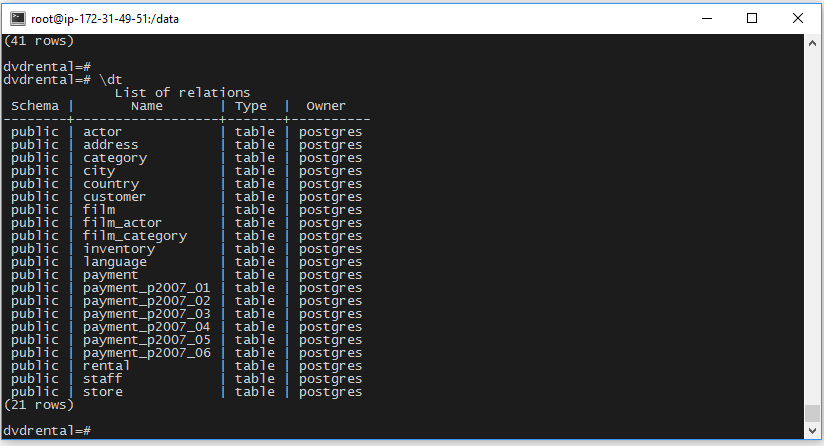 root@ip-172-31-49-51:/data
(41 rows)
dvdrental=#
dvdrental=# \dt
List of relations
Schema | Name | Type | Owner
--------+-------------------+-------+----------
public | actor | table | postgres
public | address | table | postgres
public | category | table | postgres
public | city | table | postgres
public | country | table | postgres
public | customer | table | postgres
public | film | table | postgres
public | film_actor | table | postgres
public | film_category | table | postgres
public | inventory | table | postgres
public | language | table | postgres
public | payment | table | postgres
public | payment_p2007_01 | table | postgres
public | payment_p2007_02 | table | postgres
public | payment_p2007_03 | table | postgres
public | payment_p2007_04 | table | postgres
public | payment_p2007_05 | table | postgres
public | payment_p2007_06 | table | postgres
public | rental | table | postgres
public | staff | table | postgres
public | store | table | postgres
(21 rows)
dvdrental=#